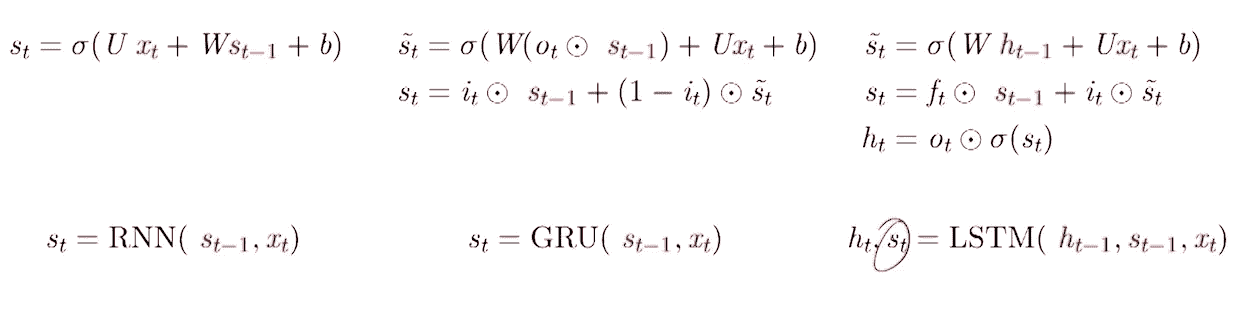 s_t = σ(U x_t + W s_{t−1} + b)
s̃_t = σ(W(o_t ⊙ s_{t−1}) + U x_t + b)
s_t = i_t ⊙ s_{t−1} + (1 − i_t) ⊙ s̃_t
s̃_t = σ(W h_{t−1} + U x_t + b)
s_t = f_t ⊙ s_{t−1} + i_t ⊙ s̃_t
h_t = o_t ⊙ σ(s_t)
s_t = RNN(s_{t−1}, x_t)
s_t = GRU(s_{t−1}, x_t)
h_t, s_t = LSTM(h_{t−1}, s_{t−1}, x_t)